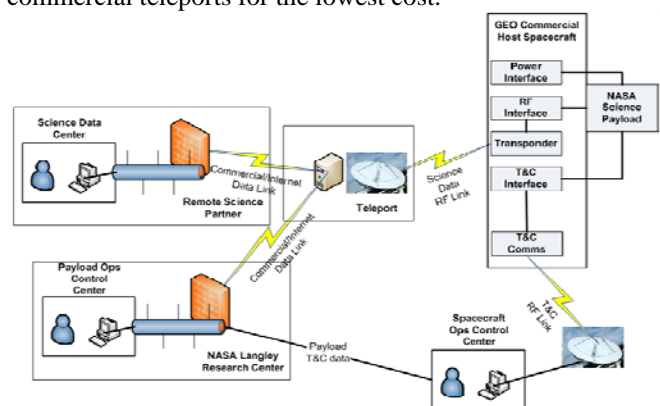 commercial teleports for the lowest cost.
GEO Commercial
Host Spacecraft
Power
Interface
RF
Interface
NASA
Science
Payload
Transponder
T&C
Interface
T&C
Comms
Science Data
Center
Remote Science
Partner
Commercial/Internet
Data Link
Teleport
Science
Data
RF Link
Commercial/Internet
Data Link
Payload Ops
Control
Center
NASA Langley
Research Center
Payload
T&C data
Spacecraft
Ops Control
Center
T&C
RF Link